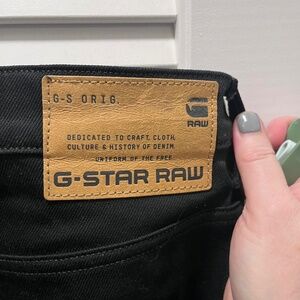 G-S ORIG.
RAW
DEDICATED TO CRAFT, CLOTH,
CULTURE & HISTORY OF DENIM.
UNIFORM OF THE FREE
G-STAR RAW